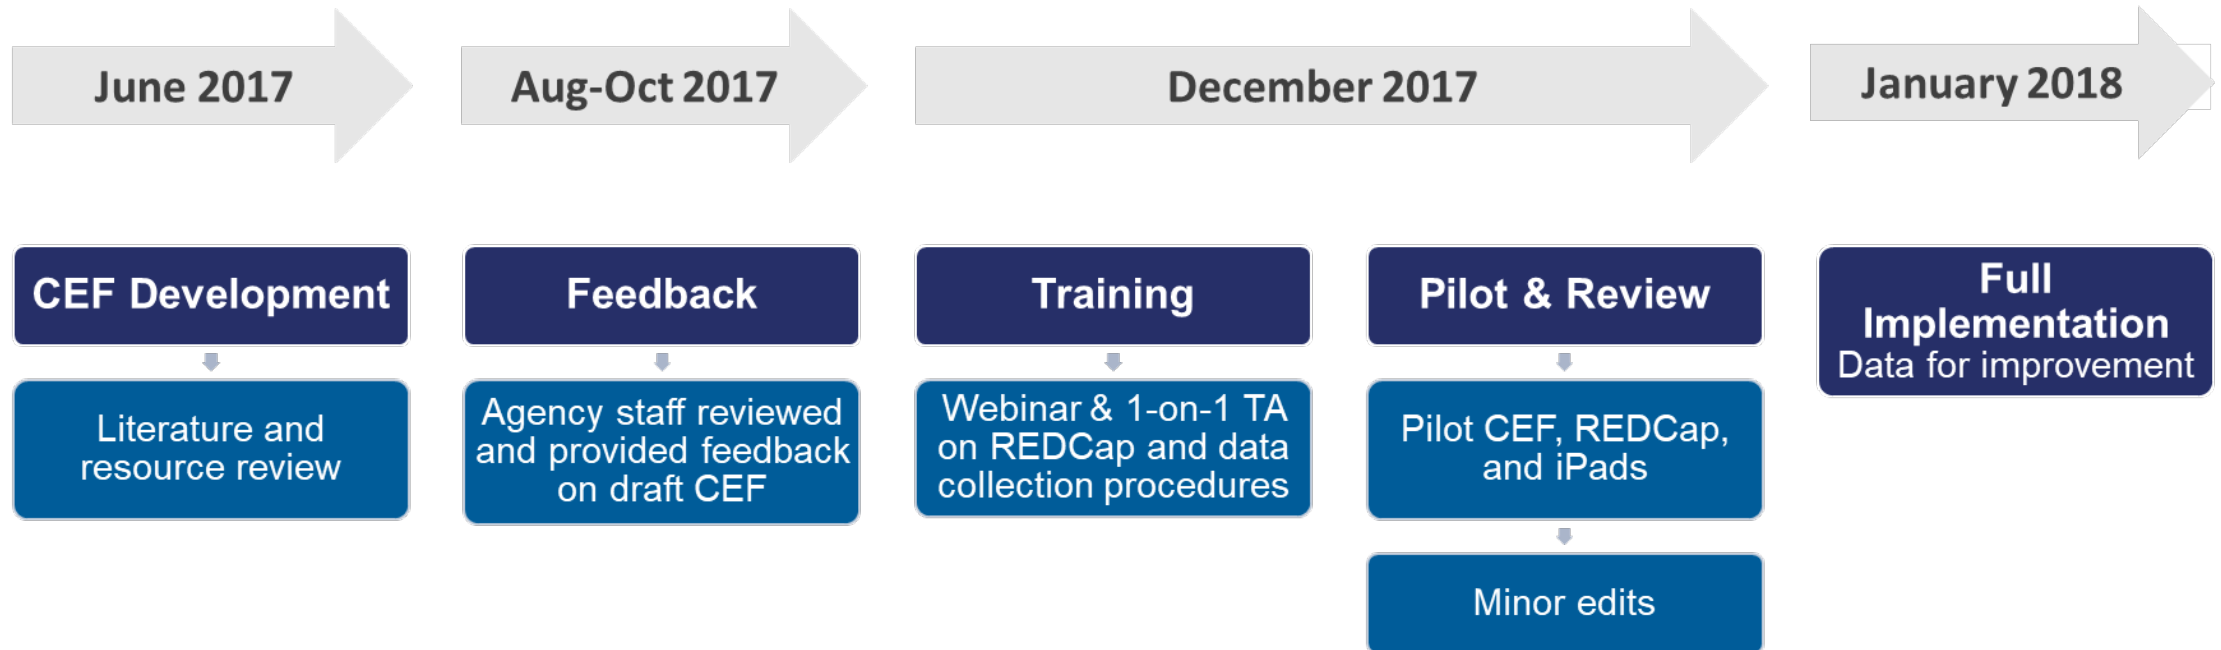 June 2017
Aug-Oct 2017
December 2017
January 2018
CEF Development
Literature and
resource review
Feedback
Agency staff reviewed
and provided feedback
on draft CEF
Training
Webinar & 1-on-1 TA
on REDCap and data
collection procedures
Pilot & Review
Pilot CEF, REDCap,
and iPads
Minor edits
Full
Implementation
Data for improvement